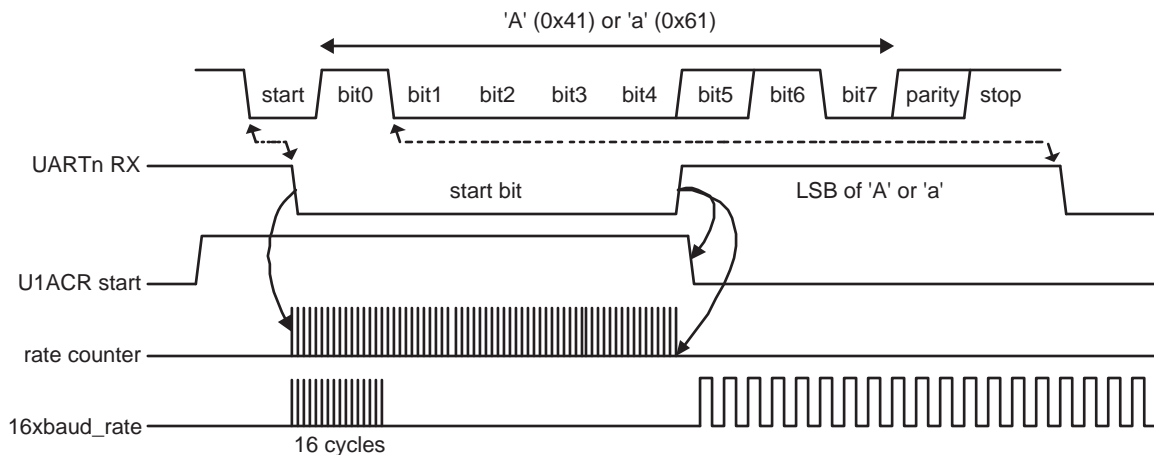 'A' (0x41) or 'a' (0x61)
start bit0 bit1 bit2 bit3 bit4 bit5 bit6 bit7 parity stop
UARTn RX
start bit
LSB of 'A' or 'a'
U1ACR start
rate counter
16xbaud_rate
16 cycles